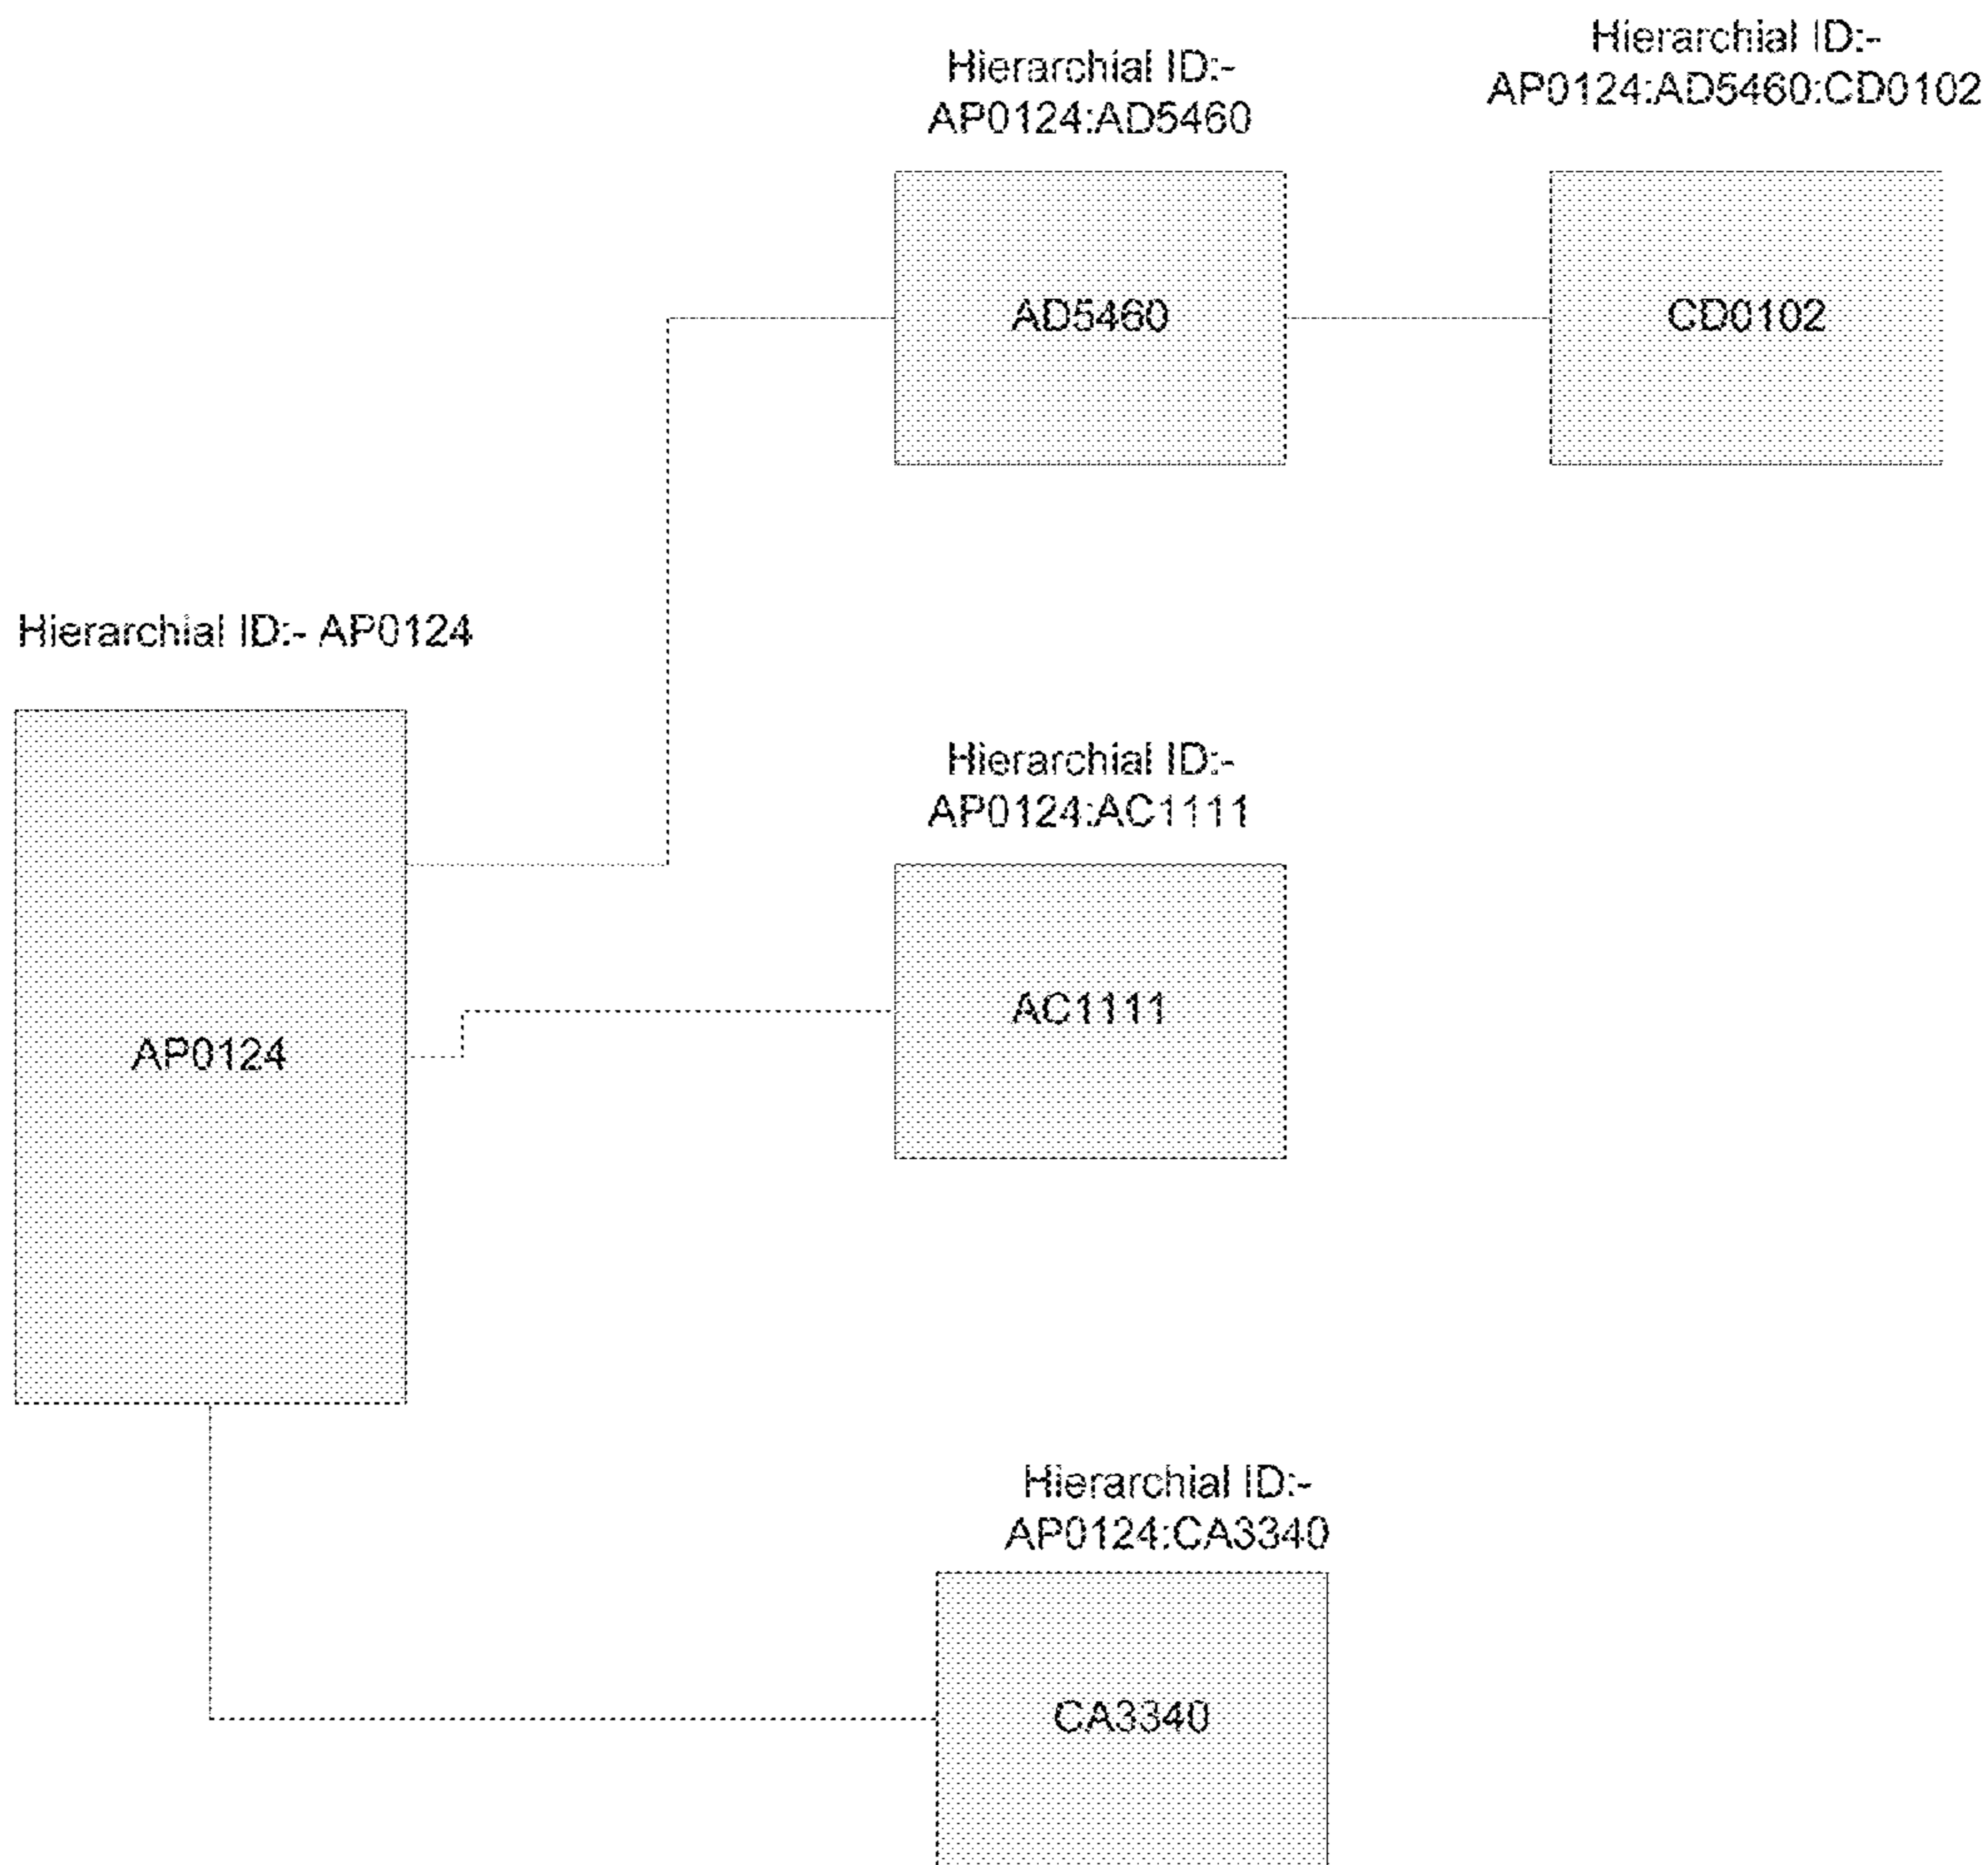 Hierarchial ID:-
AP0124:AD5460:CD0102
Hierarchial ID:-
AP0124:AD5460
AD5460
CD0102
Hierarchial ID:- AP0124
Hierarchial ID:-
AP0124:AC1111
AC1111
AP0124
Hierarchial ID:-
AP0124:CA3340
CA3340